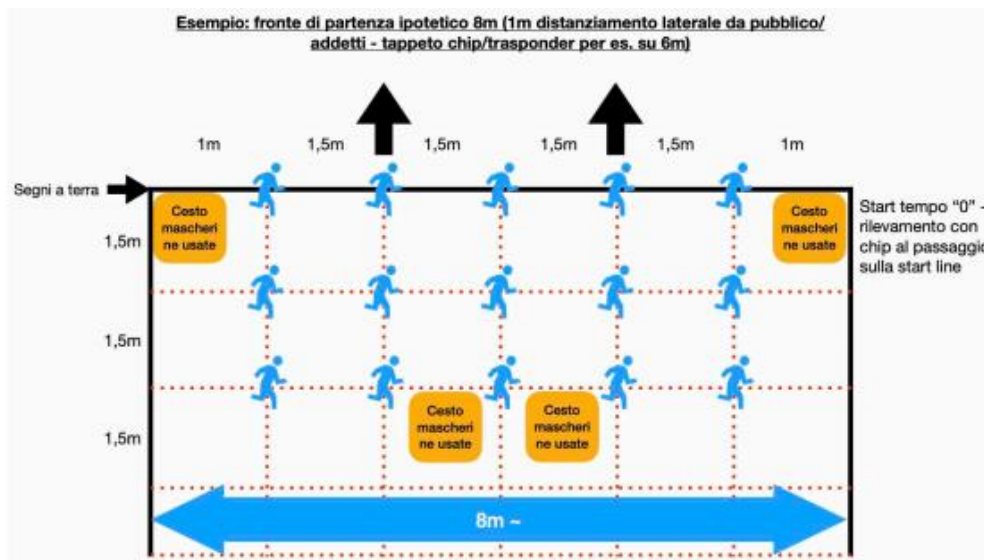 Esempio: fronte di partenza ipotetico 8m (1m distanziamento laterale da pubblico/
addetti - tappeto chip/trasponder per es. su 6m)
1m
1,5m
1,5m
1,5m
1,5m
1m
Segni a terra
Cesto
mascheri
ne usate
Cesto
mascheri
ne usate
Start tempo “0” -
rilevamento con
chip al passaggio
sulla start line
1,5m
1,5m
Cesto
mascheri
ne usate
Cesto
mascheri
ne usate
1,5m
8m ~